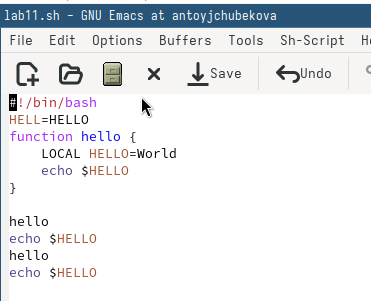 lab11.sh - GNU Emacs at antoyjchubekova
File Edit Options Buffers Tools Sh-Script
Save Undo
#!/bin/bash
HELL=HELLO
function hello {
    LOCAL HELLO=World
    echo $HELLO
}
hello
echo $HELLO
hello
echo $HELLO